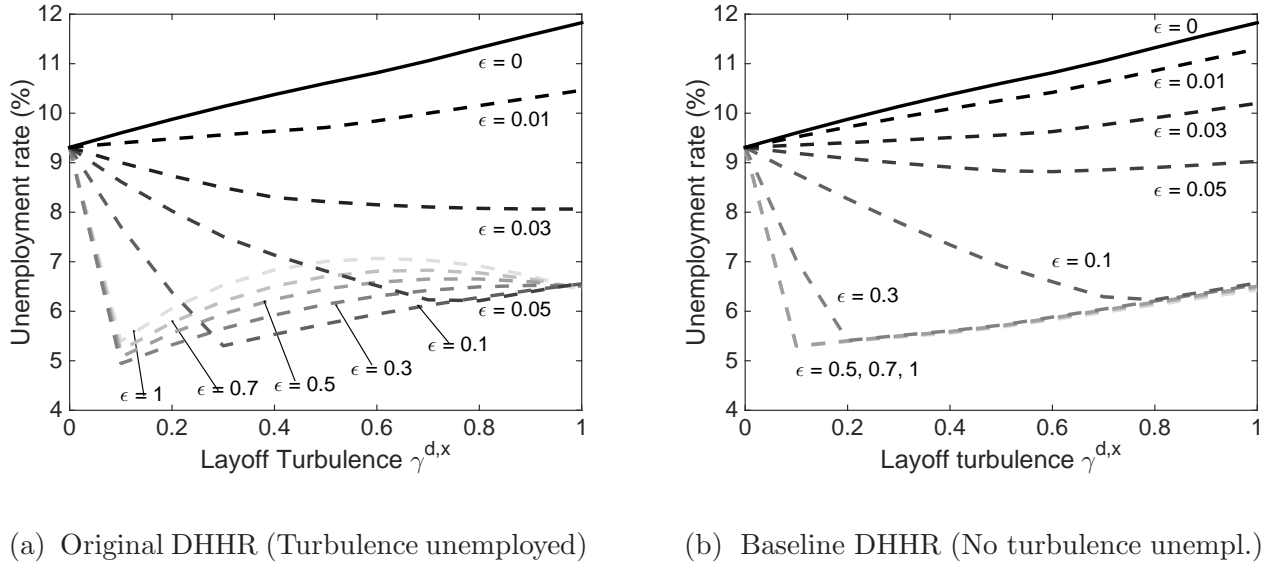 12
11
10
9
8
7
6
5
4
Unemployment rate (%)
ϵ = 0
ϵ = 0.01
ϵ = 0.03
ϵ = 0.05
ϵ = 0.1
ϵ = 0.3
ϵ = 0.5
ϵ = 0.7
ϵ = 1
0 0.2 0.4 0.6 0.8 1
Layoff Turbulence γ^d,x
(a) Original DHHR (Turbulence unemployed)
12
11
10
9
8
7
6
5
4
Unemployment rate (%)
ϵ = 0
ϵ = 0.01
ϵ = 0.03
ϵ = 0.05
ϵ = 0.1
ϵ = 0.3
ϵ = 0.5, 0.7, 1
0 0.2 0.4 0.6 0.8 1
Layoff turbulence γ^d,x
(b) Baseline DHHR (No turbulence unempl.)